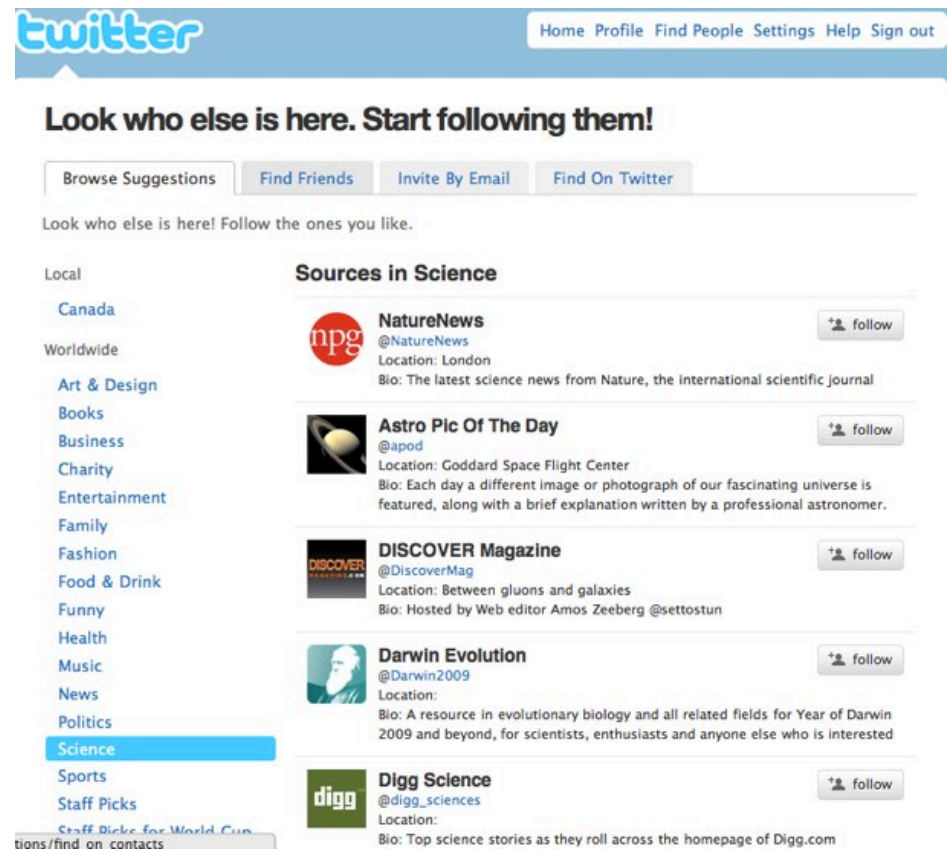 twitter
Home Profile Find People Settings Help Sign out
Look who else is here. Start following them!
Browse Suggestions Find Friends Invite By Email Find On Twitter
Look who else is here! Follow the ones you like.
Local
Canada
Worldwide
Art & Design
Books
Business
Charity
Entertainment
Family
Fashion
Food & Drink
Funny
Health
Music
News
Politics
Science
Sports
Staff Picks
Staff Picks for World Cup
tions/find_on_contacts
Sources in Science
npg
NatureNews
follow
@NatureNews
Location: London
Bio: The latest science news from Nature, the international scientific journal
Astro Pic Of The Day
follow
@apod
Location: Goddard Space Flight Center
Bio: Each day a different image or photograph of our fascinating universe is
featured, along with a brief explanation written by a professional astronomer.
DISCOVER
MAGAZINE.COM
DISCOVER Magazine
follow
@DiscoverMag
Location: Between gluons and galaxies
Bio: Hosted by Web editor Amos Zeeberg @settostun
Darwin Evolution
follow
@Darwin2009
Location:
Bio: A resource in evolutionary biology and all related fields for Year of Darwin
2009 and beyond, for scientists, enthusiasts and anyone else who is interested
digg
Digg Science
follow
@digg_sciences
Location:
Bio: Top science stories as they roll across the homepage of Digg.com